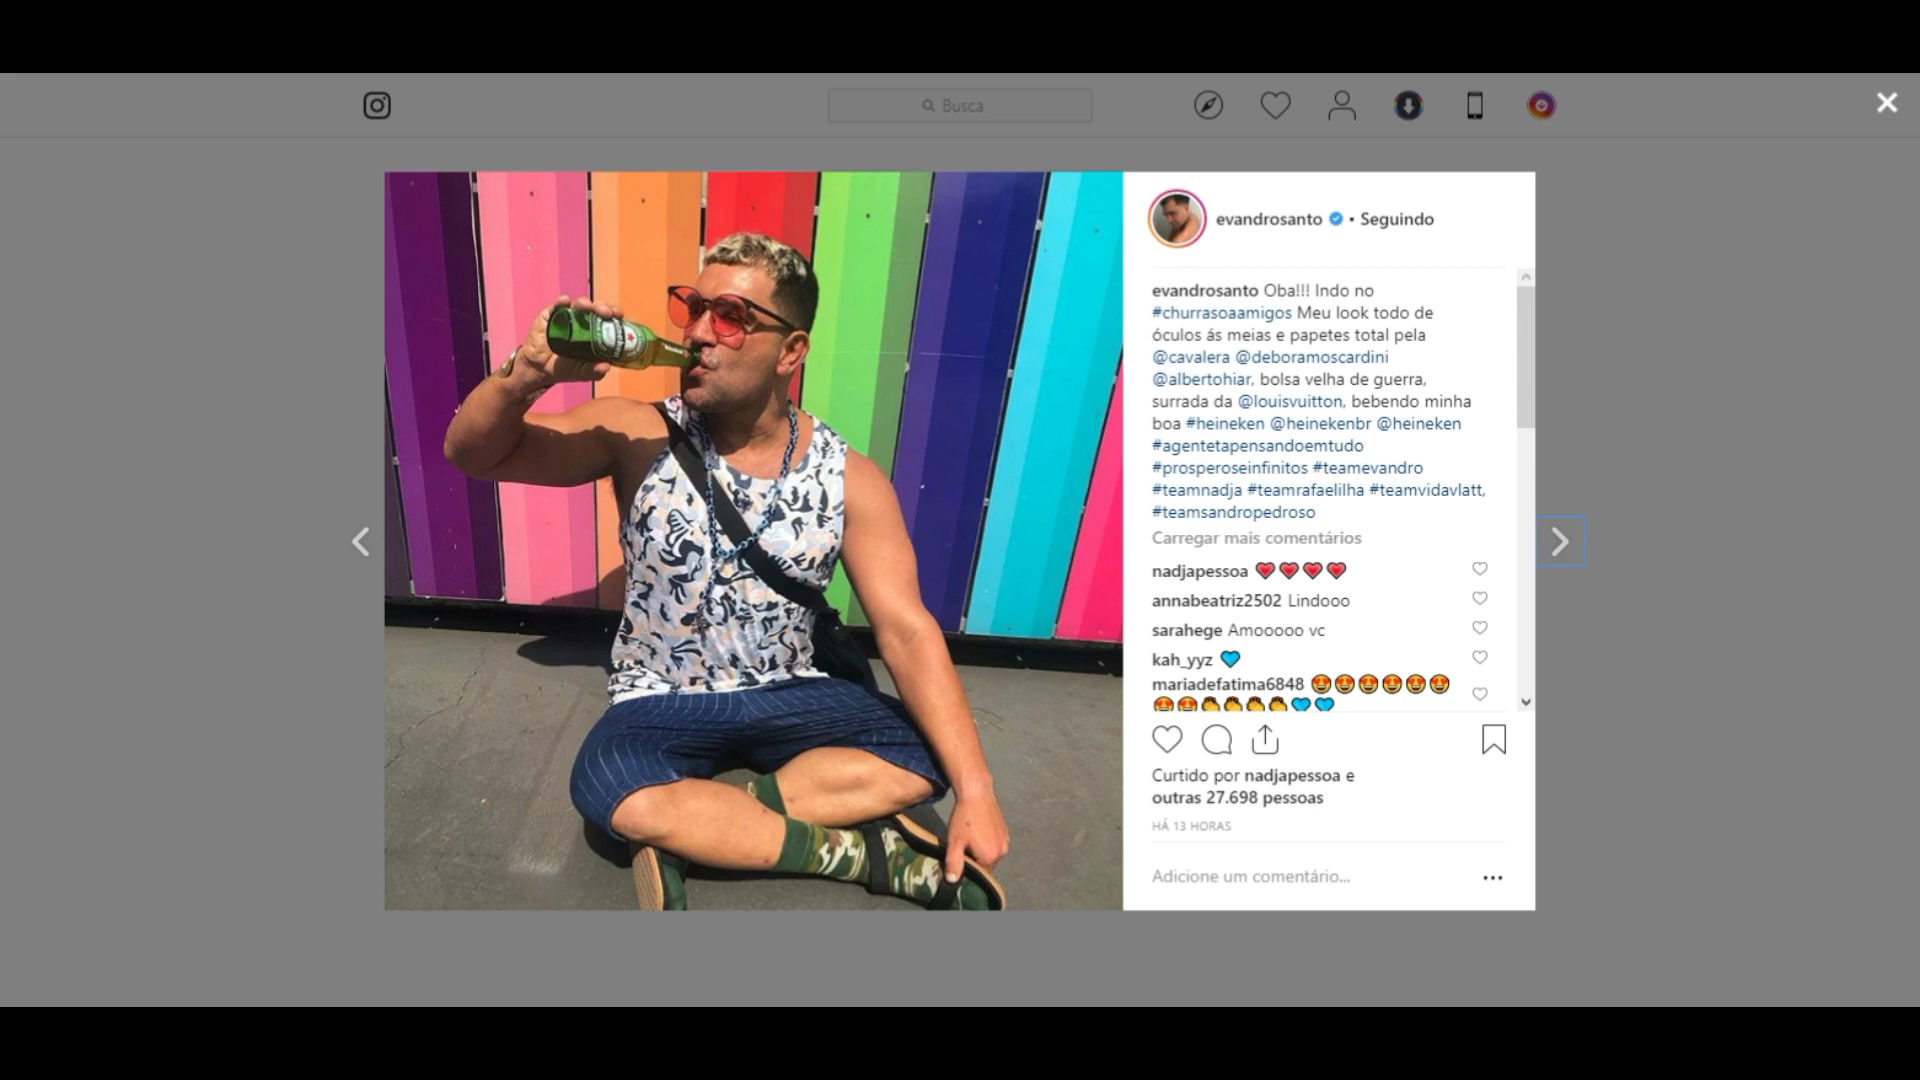 Busca
evandrosanto • Seguindo
evandrosanto Oba!!! Indo no
#churrasoaamigos Meu look todo de
óculos ás meias e papetes total pela
@cavalera @deboramoscardini
@albertohiar, bolsa velha de guerra,
surrada da @louisvuitton, bebendo minha
boa #heineken @heinekenbr @heineken
#agentetapensandoemtudo
#prosperoseinfinitos #teamevandro
#teamnadja #teamrafaelilha #teamvidavlatt,
#teamsandropedroso
Carregar mais comentários
nadjapessoa
annabeatriz2502 Lindooo
sarahege Amooooo vc
kah_yyz
mariadefatima6848
Curtido por nadjapessoa e
outras 27.698 pessoas
HÁ 13 HORAS
Adicione um comentário...